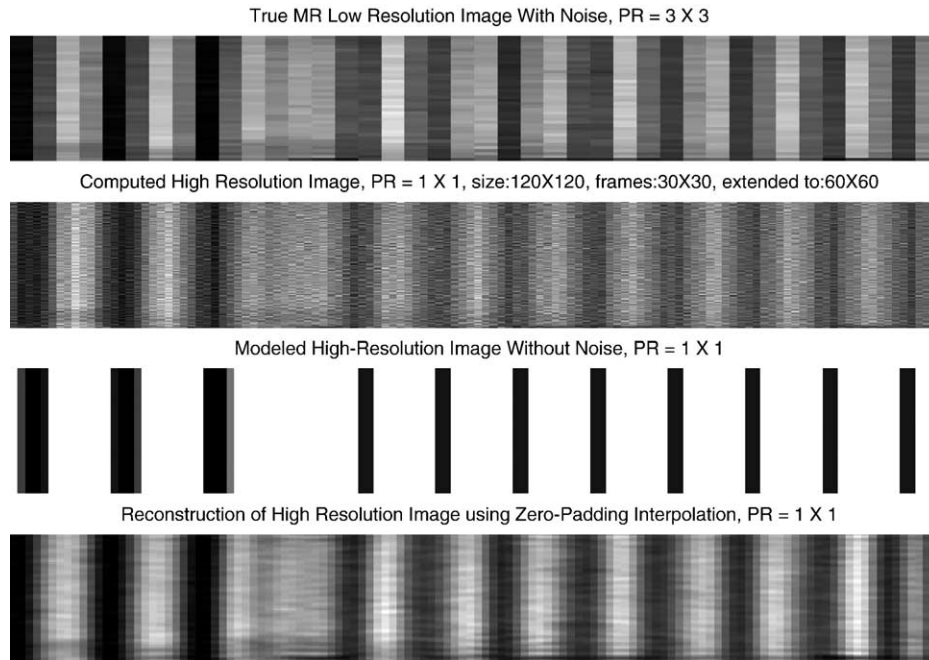 True MR Low Resolution Image With Noise, PR = 3 X 3
Computed High Resolution Image, PR = 1 X 1, size:120X120, frames:30X30, extended to:60X60
Modeled High-Resolution Image Without Noise, PR = 1 X 1
Reconstruction of High Resolution Image using Zero-Padding Interpolation, PR = 1 X 1